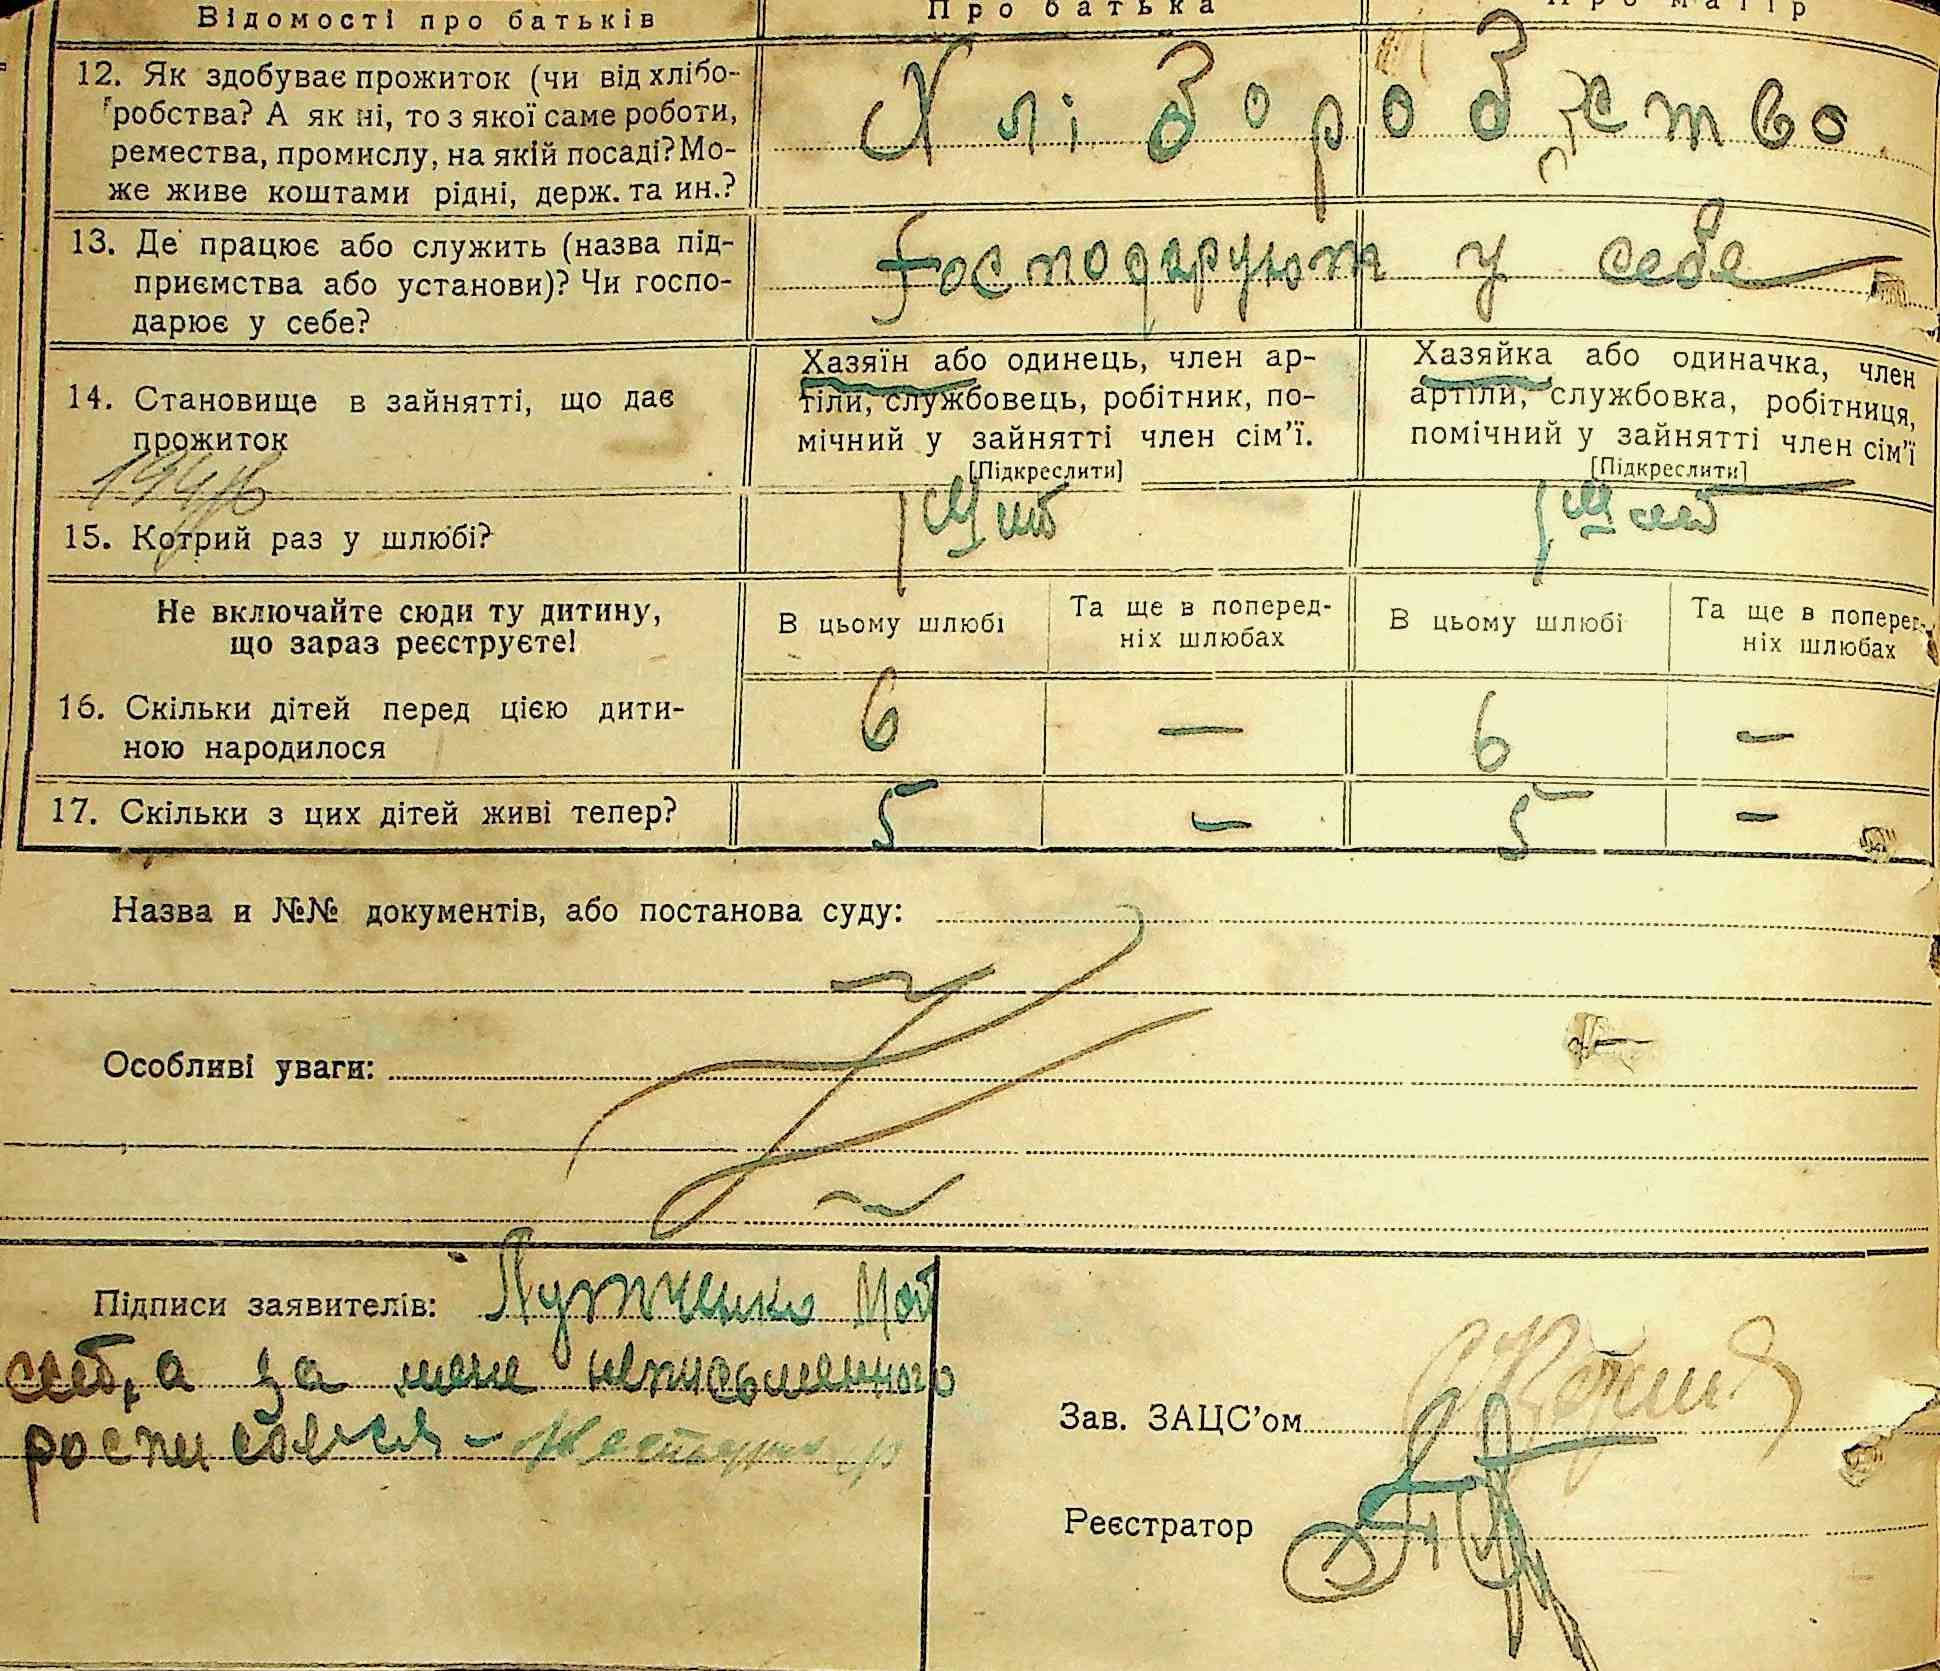 Відомості про батьків
Про батька
Про матір
12. Як здобуває прожиток (чи від хлібо-
робства? А як ні, то з якої саме роботи,
ремества, промислу, на якій посаді? Мо-
же живе коштами рідні, держ. та ин.?
Хліборобство
13. Де працює або служить (назва під-
приємства або установи)? Чи госпо-
дарює у себе?
Господарюют у себе
14. Становище в зайнятті, що дає
прожиток
Хазяїн або одинець, член ар-
тіли, службовець, робітник, по-
мічний у зайнятті член сім'ї.
[Підкреслити]
Хазяйка або одиначка, член
артіли, службовка, робітниця,
помічний у зайнятті член сім'ї
[Підкреслити]
15. Котрий раз у шлюбі?
Не включайте сюди ту дитину,
що зараз реєструєте!
В цьому шлюбі
Та ще в поперед-
ніх шлюбах
В цьому шлюбі
Та ще в поперед-
ніх шлюбах
16. Скільки дітей перед цією дити-
ною народилося
6 — 6 —
17. Скільки з цих дітей живі тепер?
5 — 5 —
Назва и №№ документів, або постанова суду:
Особливі уваги:
Підписи заявителів:
а за мене неписьменного
росписовся -
Зав. ЗАЦС'ом
Реєстратор